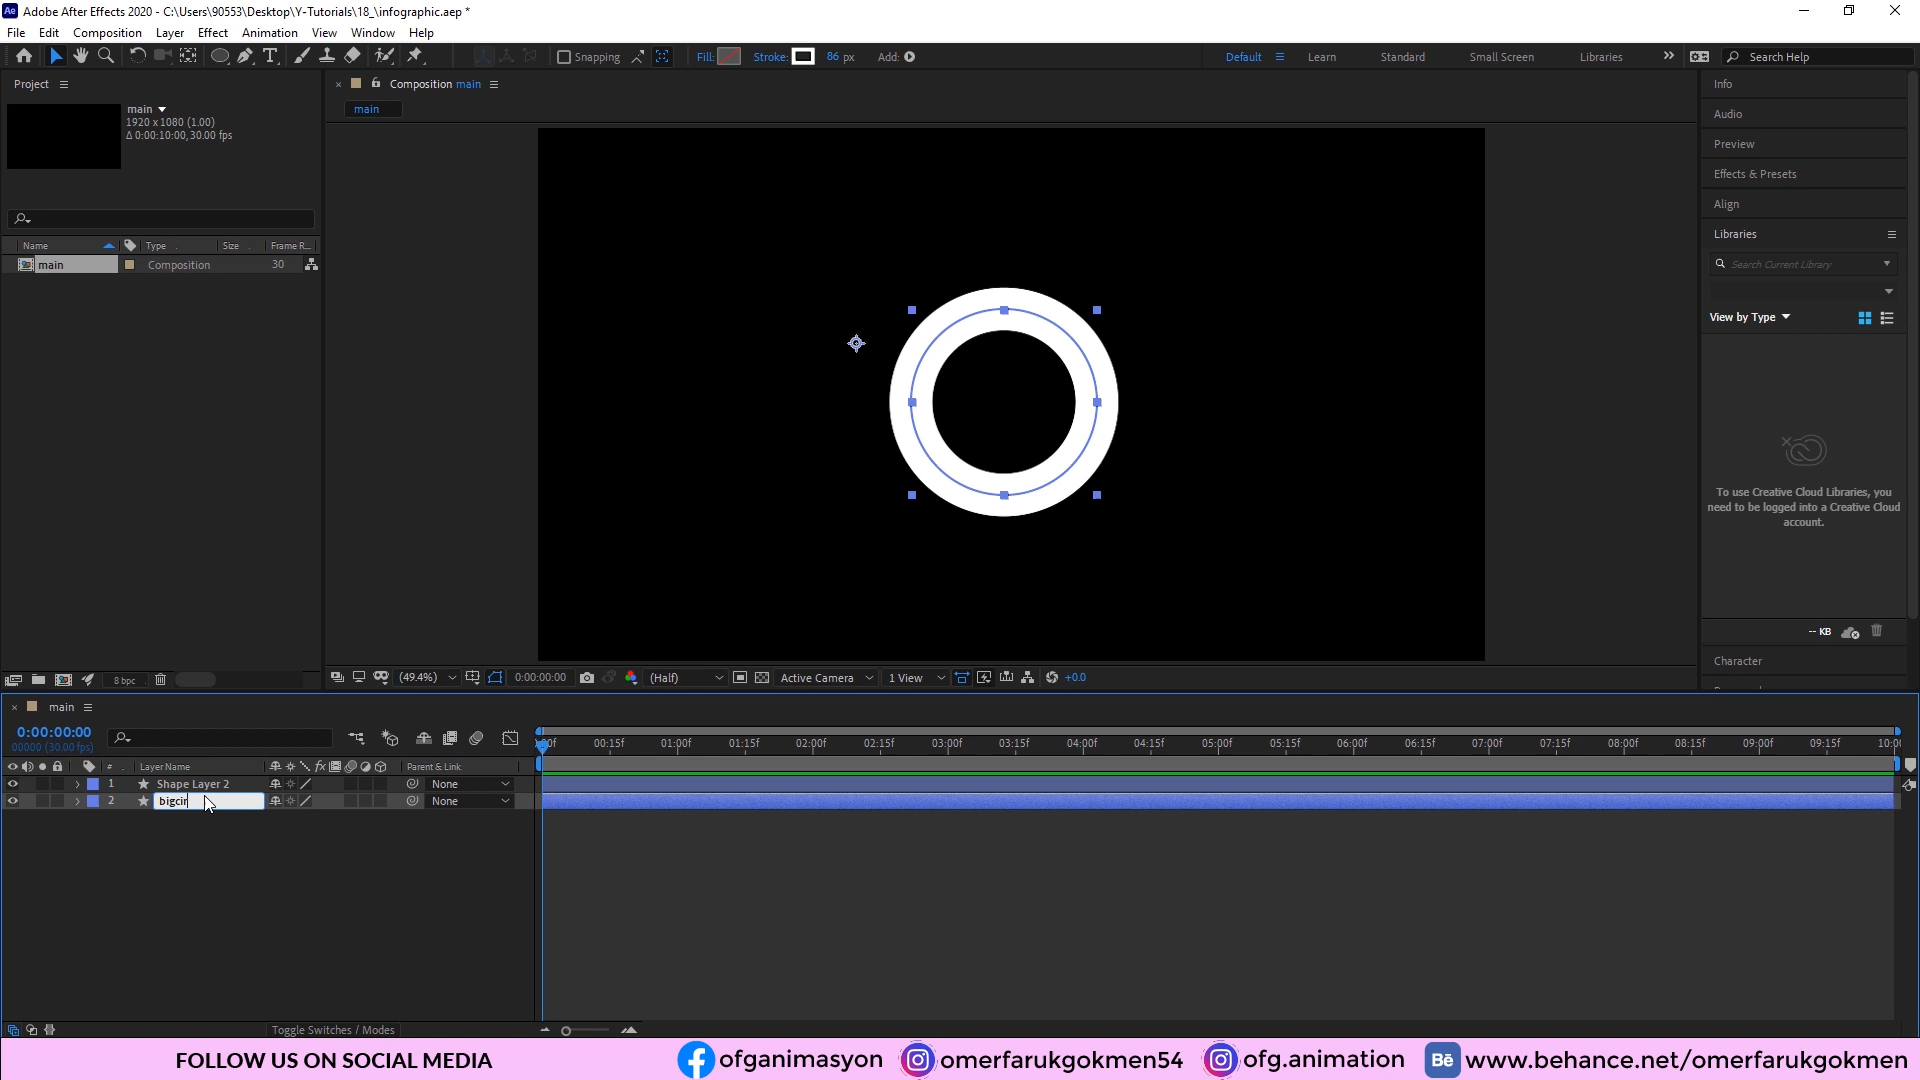 Adobe After Effects 2020 - C:\Users\90553\Desktop\Y-Tutorials\18_\infographic.aep *
File Edit Composition Layer Effect Animation View Window Help
Snapping Fill: Stroke: 86 px Add: Default Learn Standard Small Screen Libraries Search Help
Project
Composition main
main
main
1920 x 1080 (1.00)
Δ 0:00:10:00, 30.00 fps
Name Type Size Frame R...
main Composition 30
Info
Audio
Preview
Effects & Presets
Align
Libraries
Search Current Library
View by Type
To use Creative Cloud Libraries, you
need to be logged into a Creative Cloud
account.
-- KB
Character
8 bpc
(49.4%) 0:00:00:00 (Half) Active Camera 1 View +0.0
main
0:00:00:00
00000 (30.00 fps)
00:15f 01:00f 01:15f 02:00f 02:15f 03:00f 03:15f 04:00f 04:15f 05:00f 05:15f 06:00f 06:15f 07:00f 07:15f 08:00f 08:15f 09:00f 09:15f 10:00
# Layer Name Parent & Link
1 Shape Layer 2 None
2 bigcir None
Toggle Switches / Modes
FOLLOW US ON SOCIAL MEDIA ofganimasyon omerfarukgokmen54 ofg.animation Bē www.behance.net/omerfarukgokmen